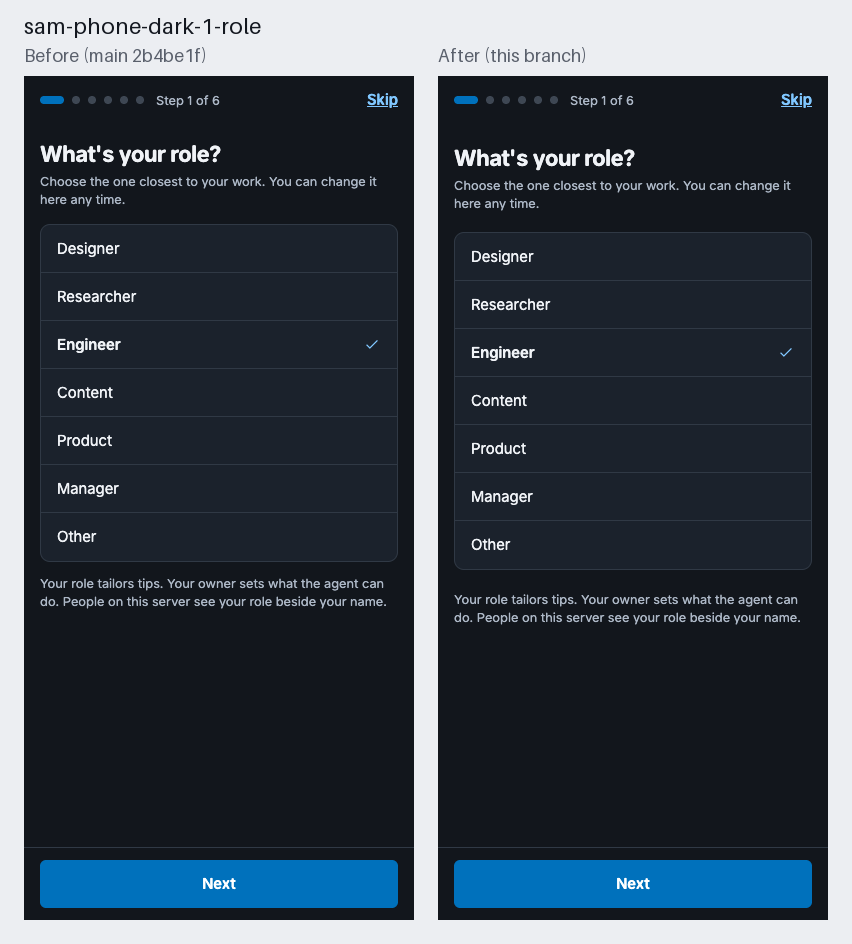 sam-phone-dark-1-role
Before (main 2b4be1f)
After (this branch)
Step 1 of 6
Skip
What's your role?
Choose the one closest to your work. You can change it
here any time.
Designer
Researcher
Engineer
Content
Product
Manager
Other
Your role tailors tips. Your owner sets what the agent can
do. People on this server see your role beside your name.
Next
Step 1 of 6
Skip
What's your role?
Choose the one closest to your work. You can change it
here any time.
Designer
Researcher
Engineer
Content
Product
Manager
Other
Your role tailors tips. Your owner sets what the agent can
do. People on this server see your role beside your name.
Next